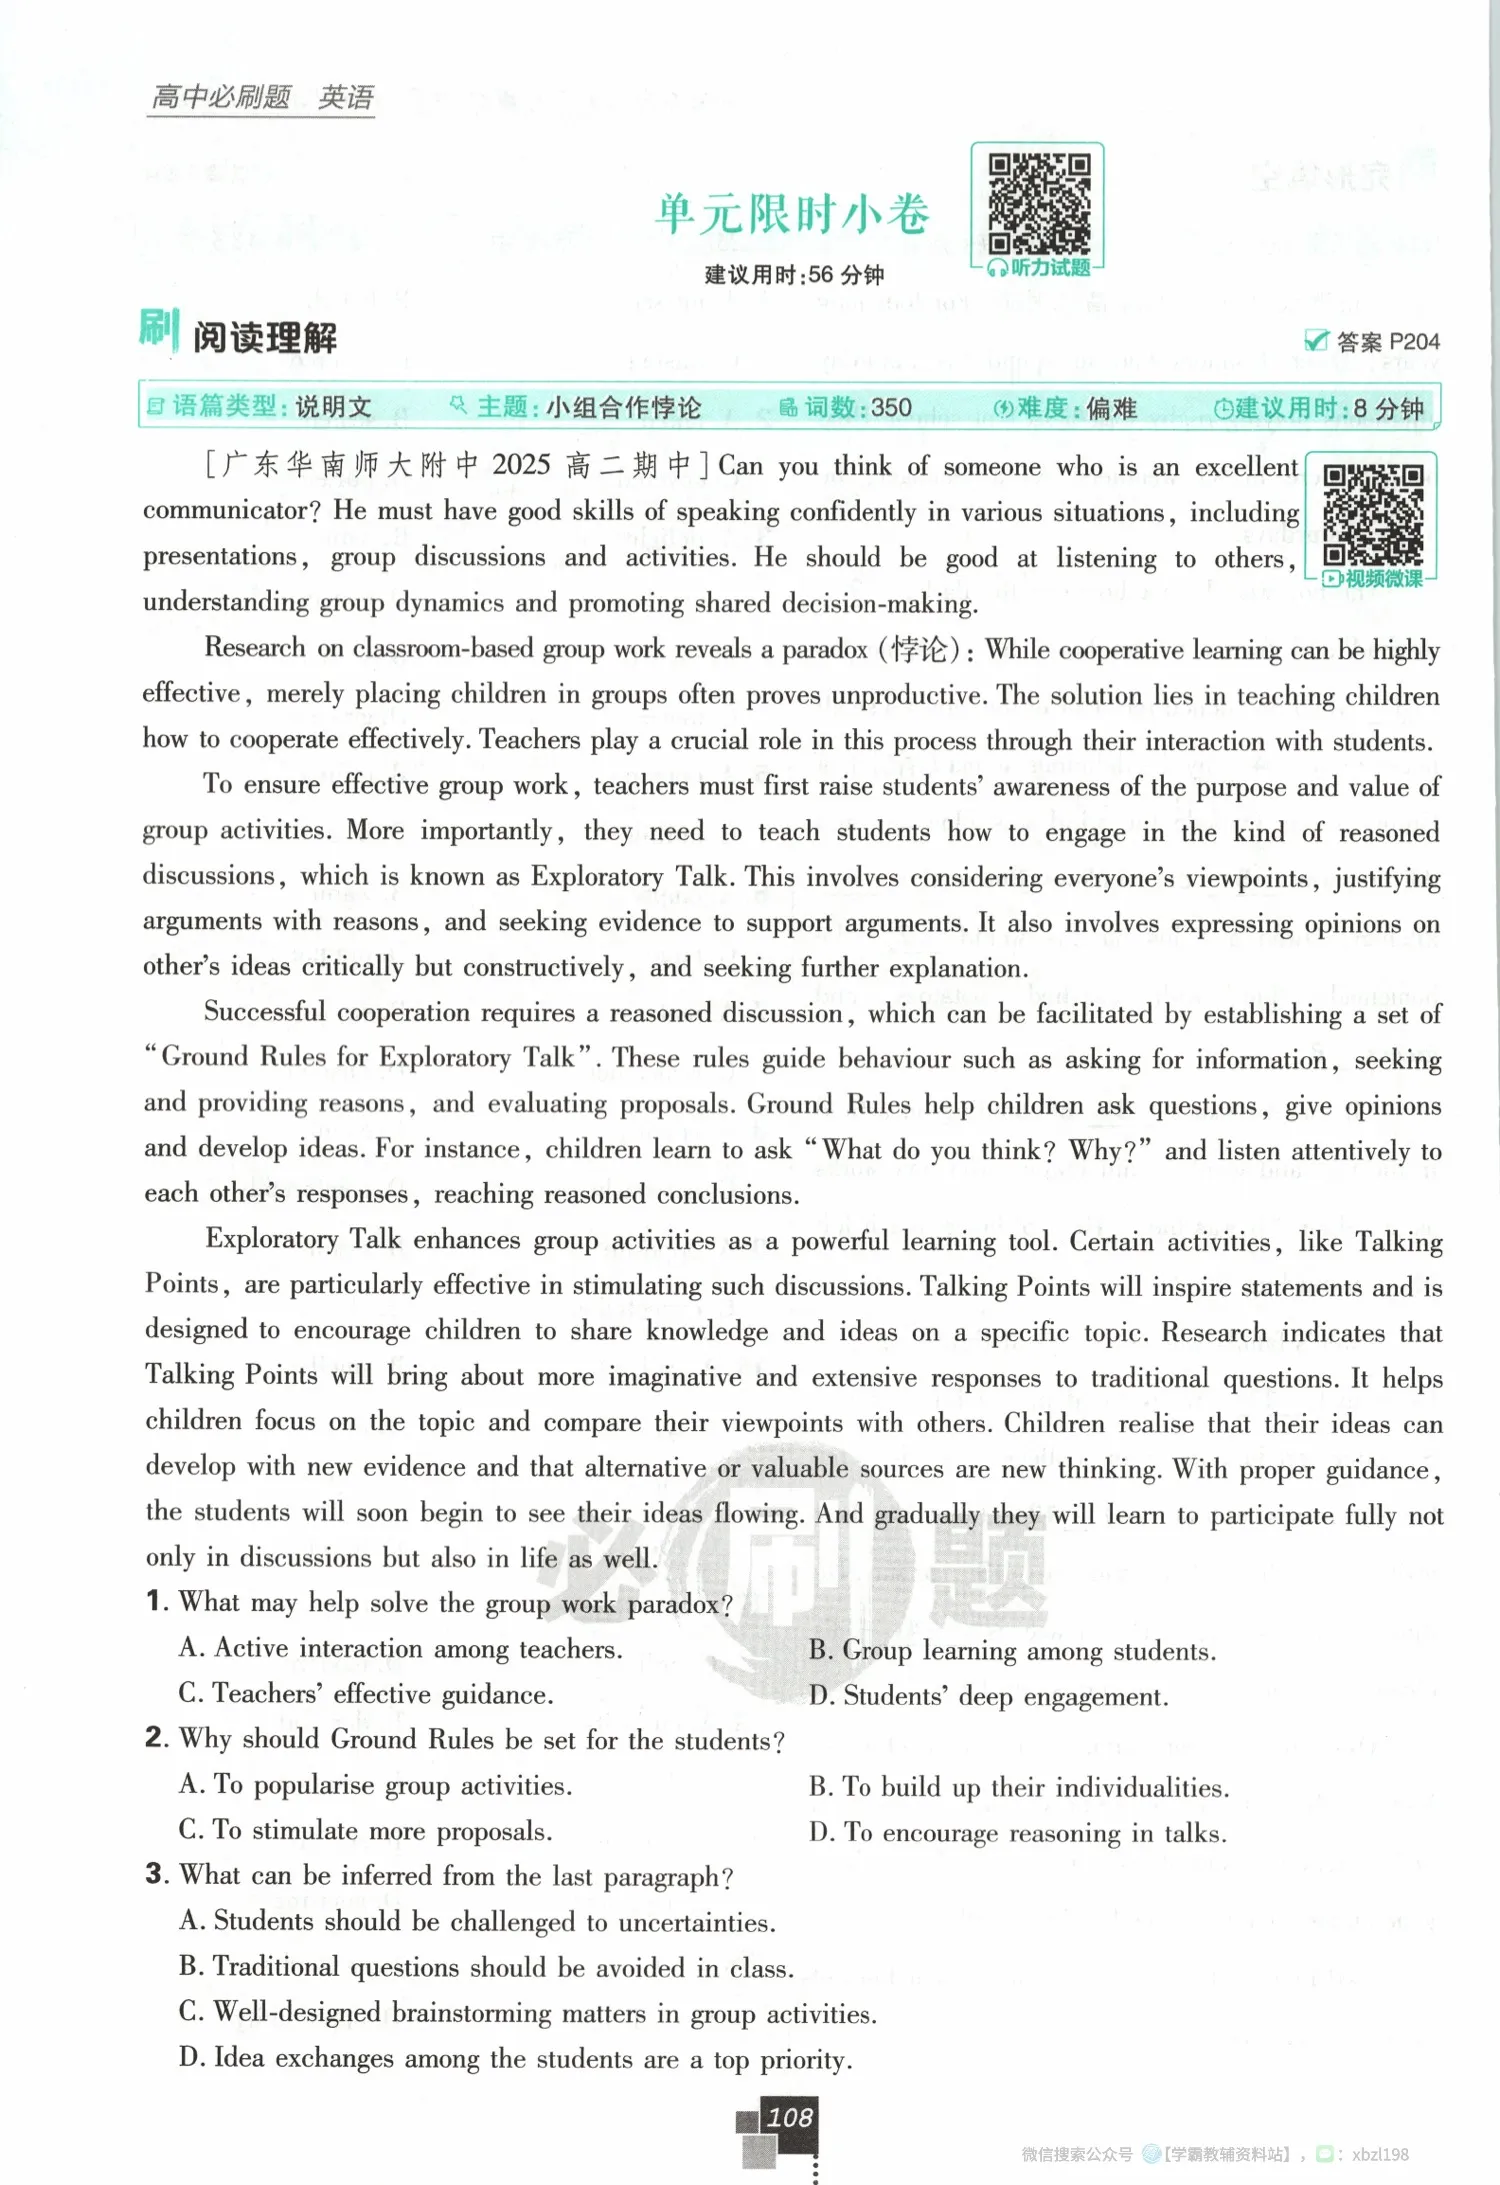 高中必刷题 英语
单元限时小卷
听力试题
建议用时:56 分钟
刷 阅读理解
答案 P204
语篇类型:说明文 主题:小组合作悖论 词数:350 难度:偏难 建议用时:8 分钟
[广东华南师大附中 2025 高二期中] Can you think of someone who is an excellent
communicator? He must have good skills of speaking confidently in various situations, including
presentations, group discussions and activities. He should be good at listening to others,
视频微课
understanding group dynamics and promoting shared decision-making.
Research on classroom-based group work reveals a paradox (悖论): While cooperative learning can be highly
effective, merely placing children in groups often proves unproductive. The solution lies in teaching children
how to cooperate effectively. Teachers play a crucial role in this process through their interaction with students.
To ensure effective group work, teachers must first raise students' awareness of the purpose and value of
group activities. More importantly, they need to teach students how to engage in the kind of reasoned
discussions, which is known as Exploratory Talk. This involves considering everyone's viewpoints, justifying
arguments with reasons, and seeking evidence to support arguments. It also involves expressing opinions on
other's ideas critically but constructively, and seeking further explanation.
Successful cooperation requires a reasoned discussion, which can be facilitated by establishing a set of
“Ground Rules for Exploratory Talk”. These rules guide behaviour such as asking for information, seeking
and providing reasons, and evaluating proposals. Ground Rules help children ask questions, give opinions
and develop ideas. For instance, children learn to ask “What do you think? Why?” and listen attentively to
each other's responses, reaching reasoned conclusions.
Exploratory Talk enhances group activities as a powerful learning tool. Certain activities, like Talking
Points, are particularly effective in stimulating such discussions. Talking Points will inspire statements and is
designed to encourage children to share knowledge and ideas on a specific topic. Research indicates that
Talking Points will bring about more imaginative and extensive responses to traditional questions. It helps
children focus on the topic and compare their viewpoints with others. Children realise that their ideas can
develop with new evidence and that alternative or valuable sources are new thinking. With proper guidance,
the students will soon begin to see their ideas flowing. And gradually they will learn to participate fully not
only in discussions but also in life as well.
必刷题
1. What may help solve the group work paradox?
A. Active interaction among teachers. B. Group learning among students.
C. Teachers' effective guidance. D. Students' deep engagement.
2. Why should Ground Rules be set for the students?
A. To popularise group activities. B. To build up their individualities.
C. To stimulate more proposals. D. To encourage reasoning in talks.
3. What can be inferred from the last paragraph?
A. Students should be challenged to uncertainties.
B. Traditional questions should be avoided in class.
C. Well-designed brainstorming matters in group activities.
D. Idea exchanges among the students are a top priority.
108
微信搜索公众号 【学霸教辅资料站】, : xbzl198